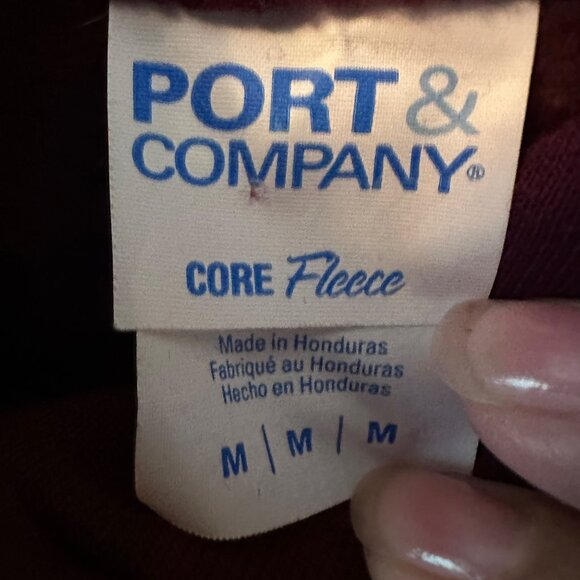 PORT &
COMPANY®
CORE Fleece
Made in Honduras
Fabriqué au Honduras
Hecho en Honduras
M | M | M